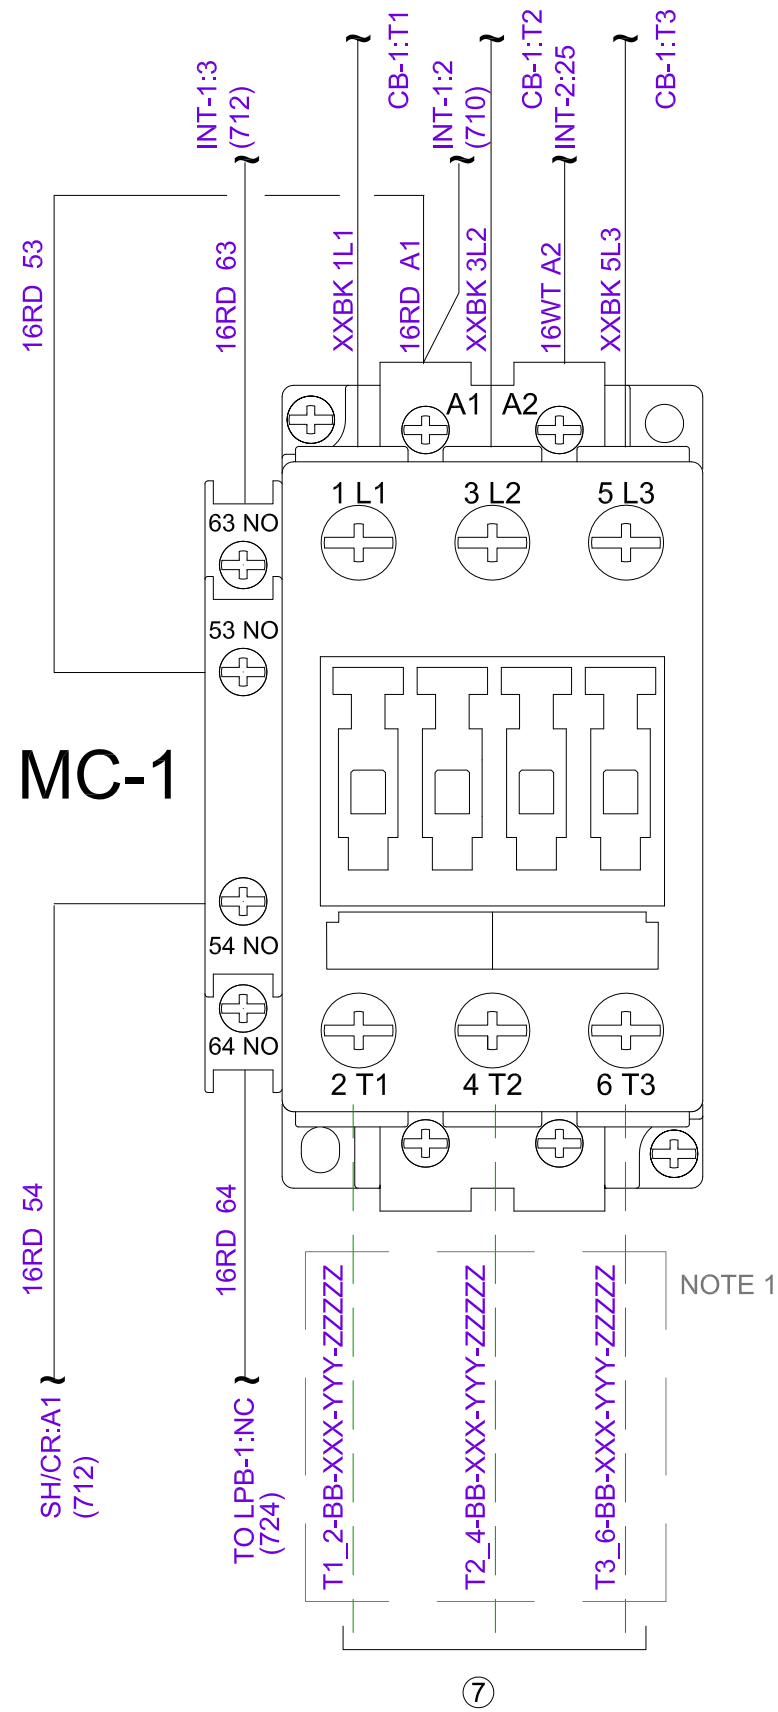 INT-1:3
(712)
CB-1:T1
INT-1:2
(710)
CB-1:T2
INT-2:25
CB-1:T3
16RD 53
16RD 63
XXBK 1L1
16RD A1
XXBK 3L2
16WT A2
XXBK 5L3
A1 A2
1 L1 3 L2 5 L3
63 NO
53 NO
MC-1
54 NO
64 NO
2 T1 4 T2 6 T3
16RD 54
16RD 64
T1_2-BB-XXX-YYY-ZZZZZ
T2_4-BB-XXX-YYY-ZZZZZ
T3_6-BB-XXX-YYY-ZZZZZ
NOTE 1
SH/CR:A1
(712)
TO LPB-1:NC
(724)
7